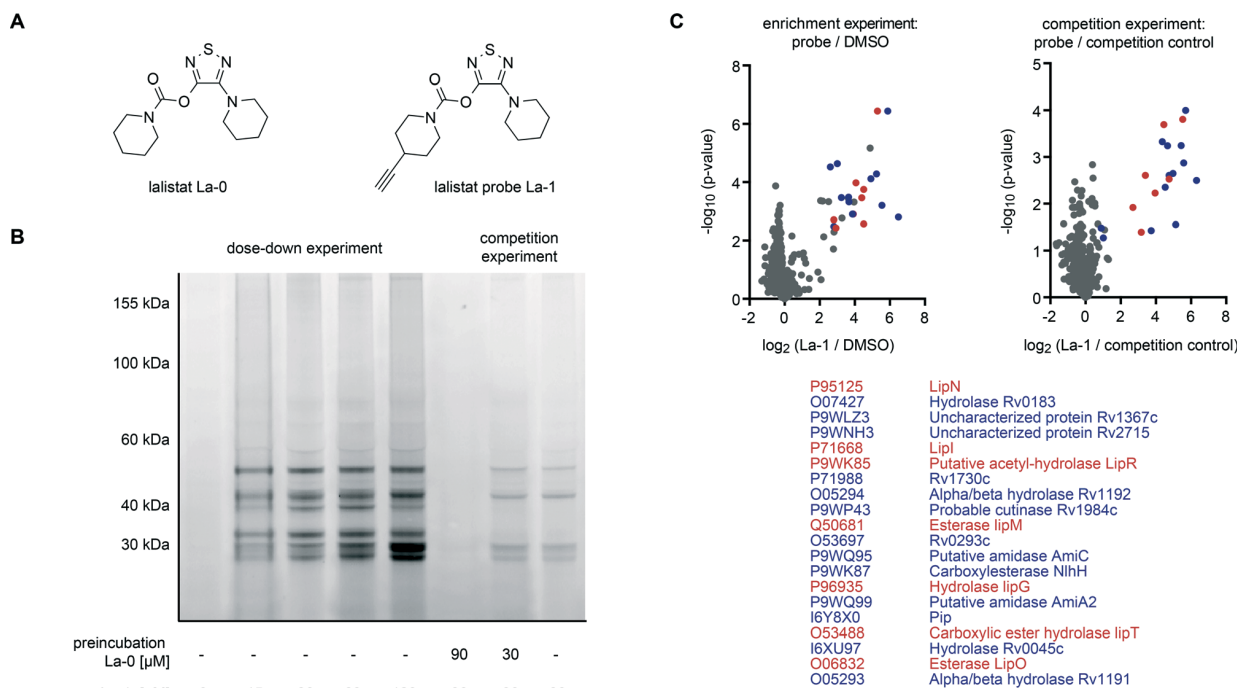 A
B
C
N
S
N
O
O
N
N
lalistat La-0
N
S
N
O
O
N
N
lalistat probe La-1
dose-down experiment
competition
experiment
155 kDa
100 kDa
60 kDa
40 kDa
30 kDa
preincubation
La-0 [µM]
- - - - - 90 30 -
enrichment experiment:
probe / DMSO
8
6
4
2
0
-log10 (p-value)
-2 0 2 4 6 8
log2 (La-1 / DMSO)
competition experiment:
probe / competition control
5
4
3
2
1
0
-log10 (p-value)
-2 0 2 4 6 8
log2 (La-1 / competition control)
P95125 LipN
O07427 Hydrolase Rv0183
P9WLZ3 Uncharacterized protein Rv1367c
P9WNH3 Uncharacterized protein Rv2715
P71668 LipI
P9WK85 Putative acetyl-hydrolase LipR
P71988 Rv1730c
O05294 Alpha/beta hydrolase Rv1192
P9WP43 Probable cutinase Rv1984c
Q50681 Esterase lipM
O53697 Rv0293c
P9WQ95 Putative amidase AmiC
P9WK87 Carboxylesterase NlhH
P96935 Hydrolase lipG
P9WQ99 Putative amidase AmiA2
I6Y8X0 Pip
O53488 Carboxylic ester hydrolase lipT
I6XU97 Hydrolase Rv0045c
O06832 Esterase LipO
O05293 Alpha/beta hydrolase Rv1191